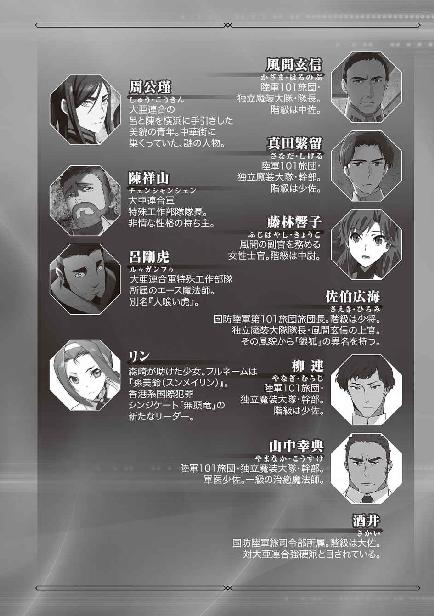 風間玄信
かざま・はるのぶ
陸軍101旅団・
独立魔装大隊・隊長。
階級は中佐。
真田繁留
さなだ・しげる
陸軍101旅団・
独立魔装大隊・幹部。
階級は少佐。
藤林響子
ふじばやし・きょうこ
風間の副官を務める
女性士官。階級は中尉。
佐伯広海
さえき・ひろみ
国防陸軍第101旅団旅団長。階級は少将。
独立魔装大隊隊長・風間玄信の上官。
その風貌から「銀狐」の異名を持つ。
柳 連
やなぎ・むらじ
陸軍101旅団・
独立魔装大隊・幹部。
階級は少佐。
山中幸典
やまなか・こうすけ
陸軍101旅団・独立魔装大隊・幹部。
軍医少佐。一級の治癒魔法師。
酒井
さかい
国防陸軍総司令部所属。階級は大佐。
対大亜連合強硬派と目されている。
周公瑾
しゅう・こうきん
大亜連合の
呂と陳を横浜に手引きした
美貌の青年。中華街に
巣くっていた、謎の人物。
陳祥山
チェンシャンシェン
大亜連合軍
特殊工作部隊隊長。
非情な性格の持ち主。
呂剛虎
ルゥガンフゥ
大亜連合軍特殊工作部隊
所属のエース魔法師。
別名『人喰い虎』。
リン
森崎が助けた少女。フルネームは
『孫美鈴(スンメイリン)』。
香港系国際犯罪
シンジケート『無頭竜』の
新たなリーダー。